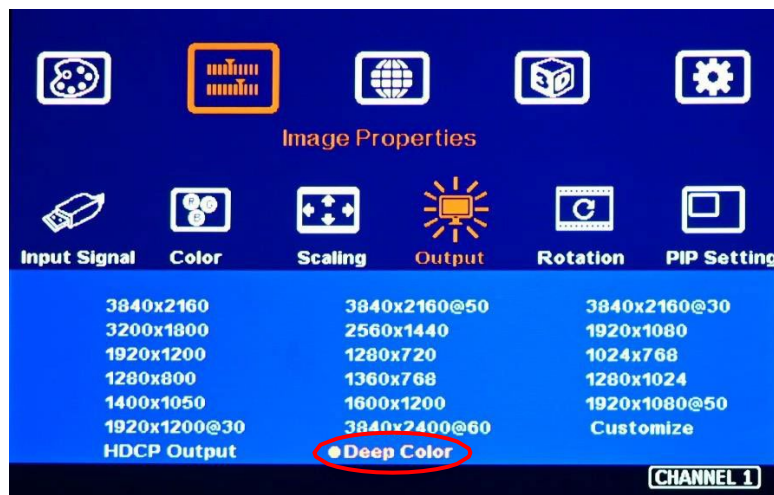 3D
Image Properties
R G
B
Input Signal Color Scaling Output Rotation PIP Setting
3840x2160 3840x2160@50 3840x2160@30
3200x1800 2560x1440 1920x1080
1920x1200 1280x720 1024x768
1280x800 1360x768 1280x1024
1400x1050 1600x1200 1920x1080@50
1920x1200@30 3840x2400@60 Customize
HDCP Output Deep Color
CHANNEL 1